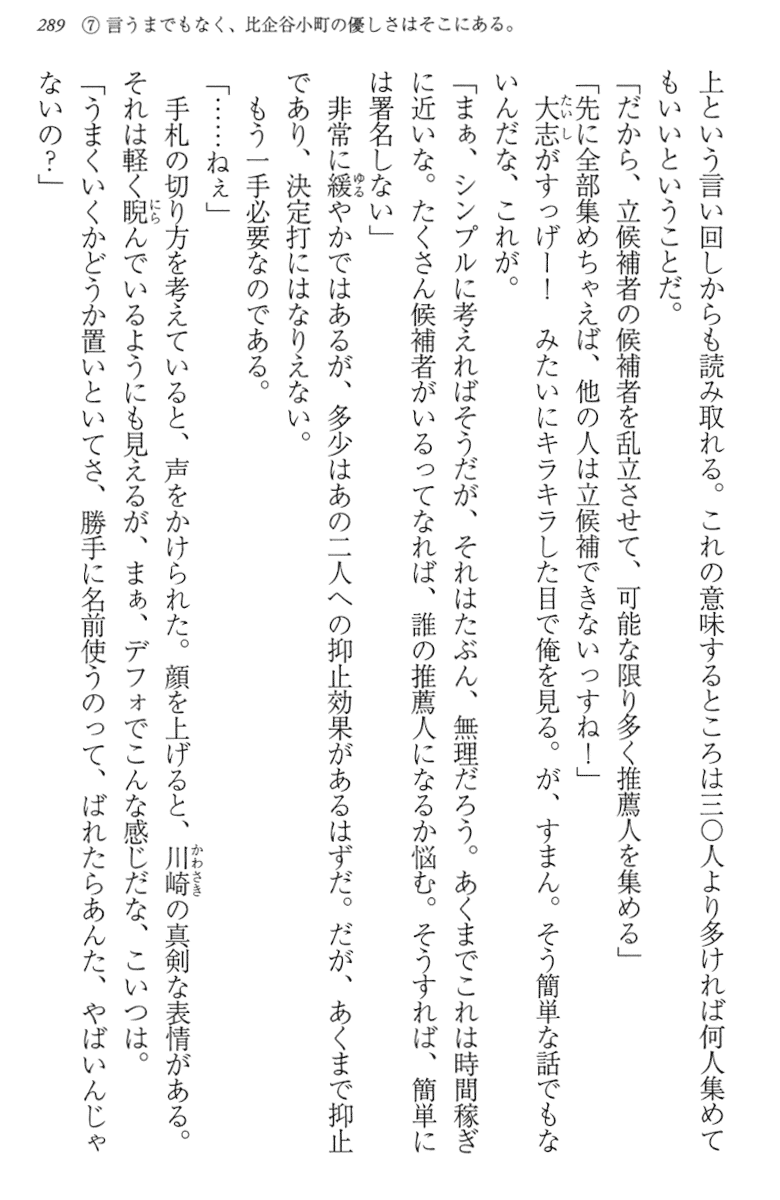 289 ⑦ 言うまでもなく、比企谷小町の優しさはそこにある。
上という言い回しからも読み取れる。これの意味するところは三〇人より多ければ何人集めて
もいいということだ。
「だから、立候補者の候補者を乱立させて、可能な限り多く推薦人を集める」
「先に全部集めちゃえば、他の人は立候補できないっすね！」
大志がすっげー！　みたいにキラキラした目で俺を見る。が、すまん。そう簡単な話でもな
いんだな、これが。
「まぁ、シンプルに考えればそうだが、それはたぶん、無理だろう。あくまでこれは時間稼ぎ
に近いな。たくさん候補者がいるってなれば、誰の推薦人になるか悩む。そうすれば、簡単に
は署名しない」
非常に緩やかではあるが、多少はあの二人への抑止効果があるはずだ。だが、あくまで抑止
であり、決定打にはなりえない。
もう一手必要なのである。
「……ねぇ」
手札の切り方を考えていると、声をかけられた。顔を上げると、川崎の真剣な表情がある。
それは軽く睨んでいるようにも見えるが、まぁ、デフォでこんな感じだな、こいつは。
「うまくいくかどうか置いといてさ、勝手に名前使うのって、ばれたらあんた、やばいんじゃ
ないの？」